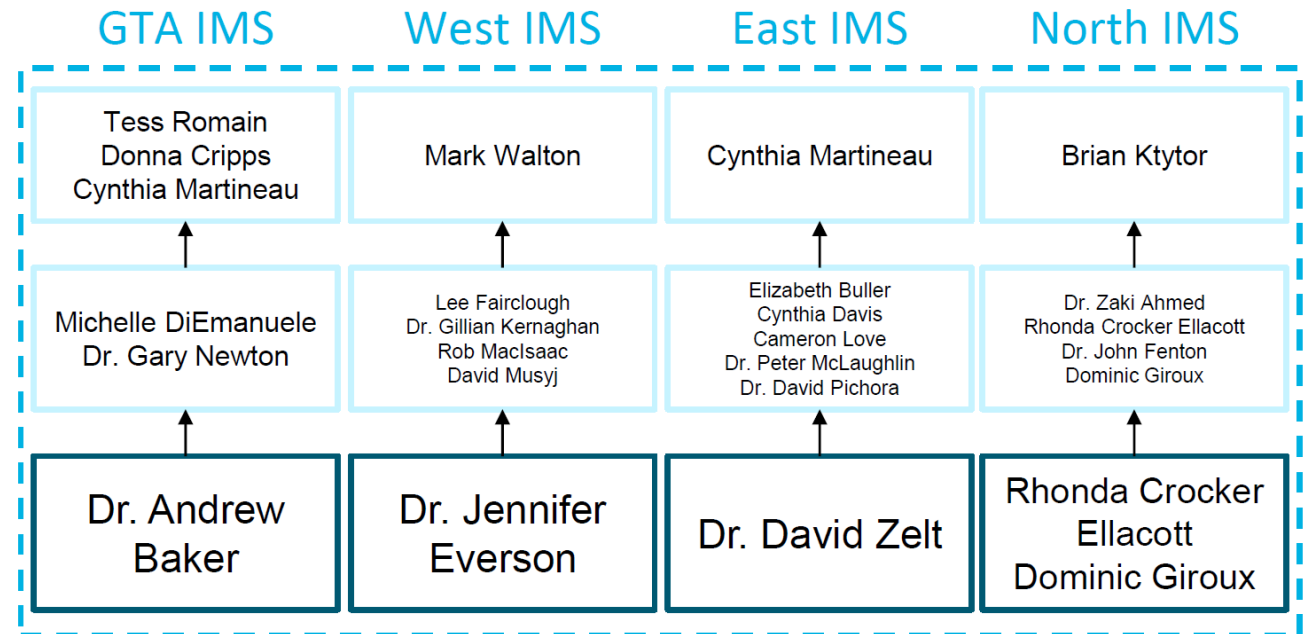 GTA IMS
West IMS
East IMS
North IMS
Tess Romain
Donna Cripps
Cynthia Martineau
Mark Walton
Cynthia Martineau
Brian Ktytor
Michelle DiEmanuele
Dr. Gary Newton
Lee Fairclough
Dr. Gillian Kernaghan
Rob MacIsaac
David Musyj
Elizabeth Buller
Cynthia Davis
Cameron Love
Dr. Peter McLaughlin
Dr. David Pichora
Dr. Zaki Ahmed
Rhonda Crocker Ellacott
Dr. John Fenton
Dominic Giroux
Dr. Andrew
Baker
Dr. Jennifer
Everson
Dr. David Zelt
Rhonda Crocker
Ellacott
Dominic Giroux